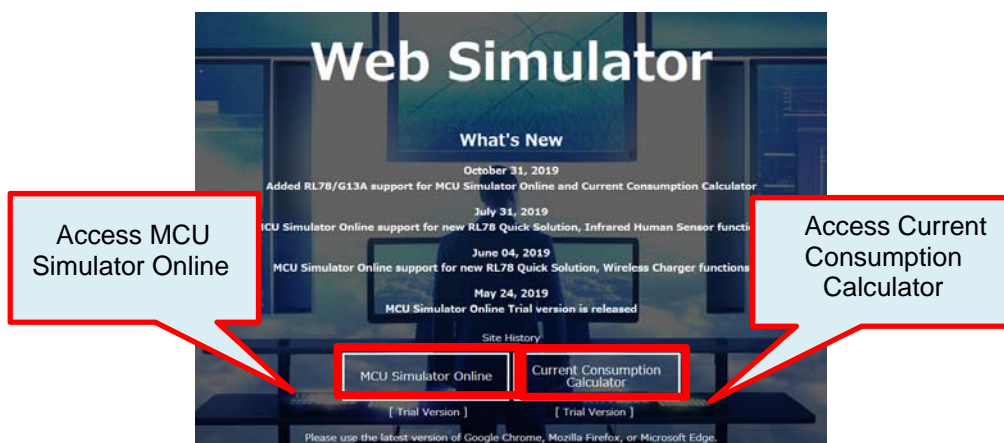 Web Simulator
What's New
October 31, 2019
Added RL78/G13A support for MCU Simulator Online and Current Consumption Calculator
July 31, 2019
MCU Simulator Online support for new RL78 Quick Solution, Infrared Human Sensor
June 04, 2019
MCU Simulator Online support for new RL78 Quick Solution, Wireless Charger functions
May 24, 2019
MCU Simulator Online Trial version is released
Site History
MCU Simulator Online
Current Consumption
Calculator
[ Trial Version ]
[ Trial Version ]
Please use the latest version of Google Chrome, Mozilla Firefox, or Microsoft Edge.
Access MCU
Simulator Online
Access Current
Consumption
Calculator